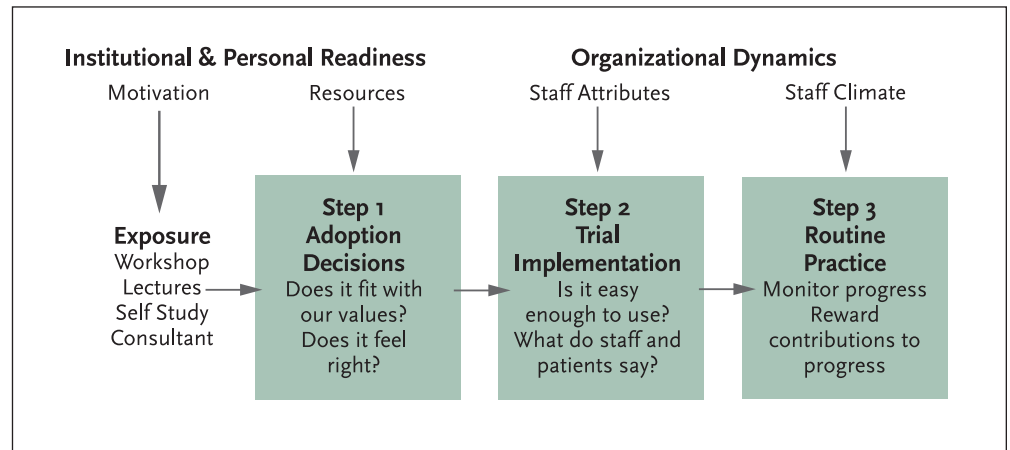 Institutional & Personal Readiness
Organizational Dynamics
Motivation
Resources
Staff Attributes
Staff Climate
Exposure
Workshop
Lectures
Self Study
Consultant
Step 1
Adoption
Decisions
Does it fit with
our values?
Does it feel
right?
Step 2
Trial
Implementation
Is it easy
enough to use?
What do staff and
patients say?
Step 3
Routine
Practice
Monitor progress
Reward
contributions to
progress